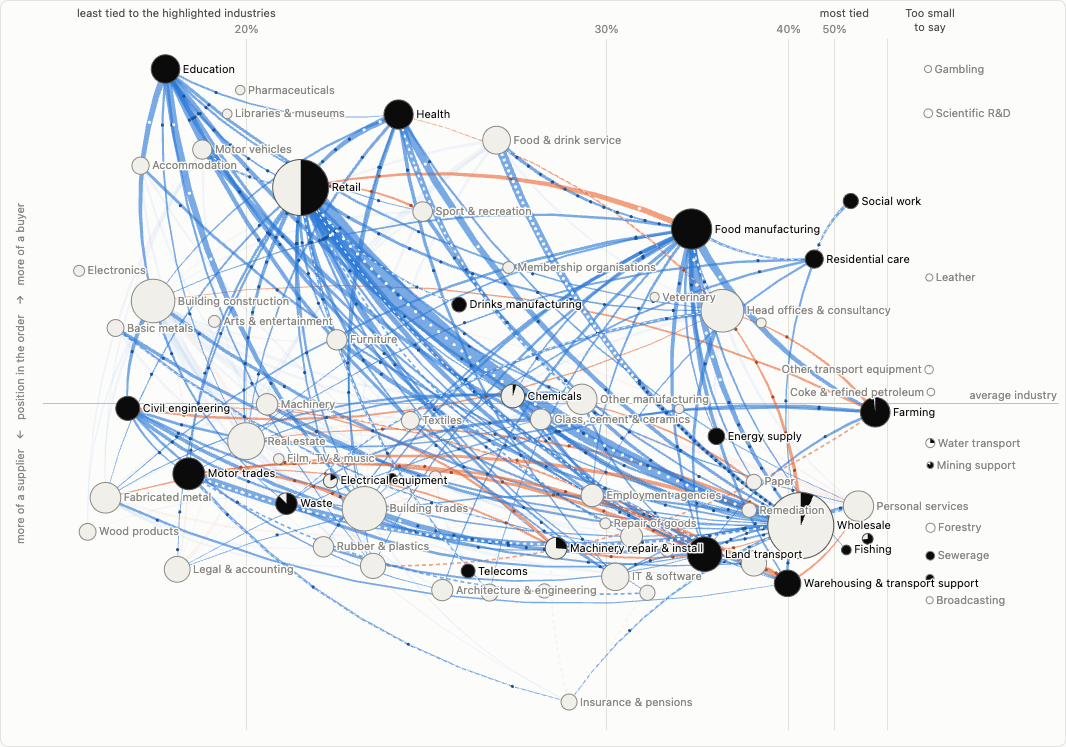 least tied to the highlighted industries
most tied
Too small
to say
20%
30%
40%
50%
Education
Gambling
Pharmaceuticals
Libraries & museums
Health
Scientific R&D
Food & drink service
Motor vehicles
Accommodation
Retail
Social work
Sport & recreation
Food manufacturing
Residential care
Electronics
Membership organisations
Leather
Building construction
Drinks manufacturing
Veterinary
Head offices & consultancy
Arts & entertainment
Basic metals
Furniture
Other transport equipment
Coke & refined petroleum
average industry
Chemicals
Other manufacturing
Machinery
Civil engineering
Farming
Textiles
Glass, cement & ceramics
Energy supply
Real estate
Water transport
Film, TV & music
Mining support
Motor trades
Electrical equipment
Paper
Fabricated metal
Employment agencies
Waste
Building trades
Remediation
Personal services
Repair of goods
Wholesale
Forestry
Wood products
Rubber & plastics
Machinery repair & install
Land transport
Fishing
Sewerage
Legal & accounting
Telecoms
IT & software
Warehousing & transport support
Architecture & engineering
Broadcasting
Insurance & pensions
more of a supplier ← position in the order → more of a buyer